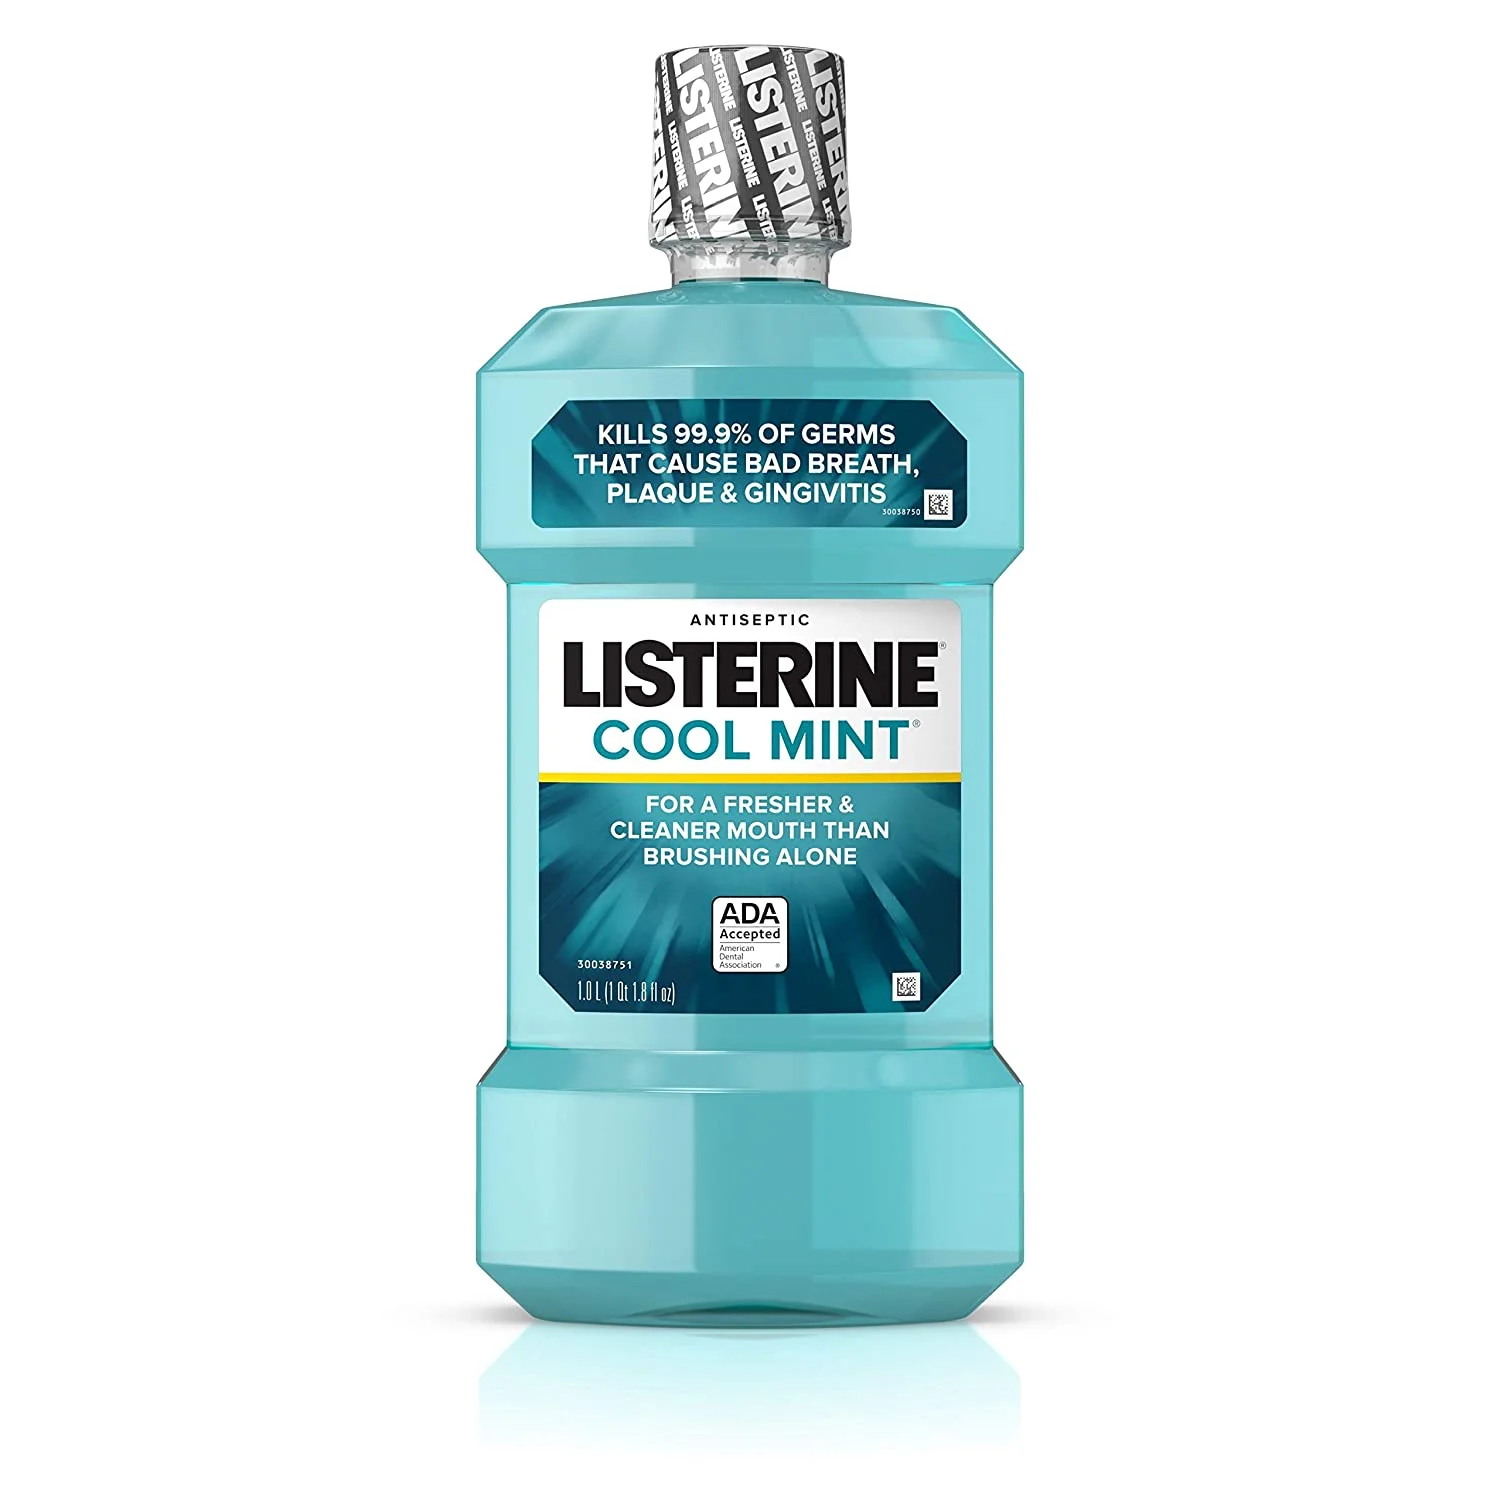 LISTERINE
KILLS 99.9% OF GERMS
THAT CAUSE BAD BREATH,
PLAQUE & GINGIVITIS
30038750
ANTISEPTIC
LISTERINE®
COOL MINT®
FOR A FRESHER &
CLEANER MOUTH THAN
BRUSHING ALONE
ADA
Accepted
American
Dental
Association ®
30038751
1.0 L (1 Qt 1.8 fl oz)